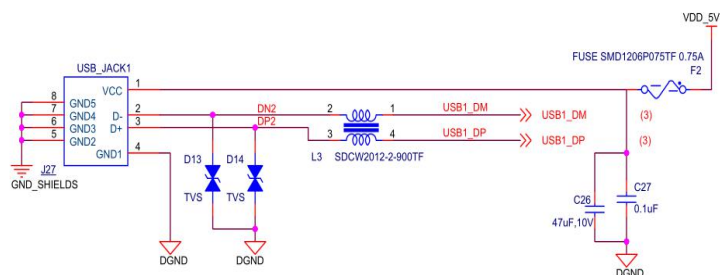 VDD_5V
FUSE SMD1206P075TF 0.75A
F2
USB_JACK1
VCC 1
8 GND5
7 GND4 D- 2 DN2 2 1 USB1_DM USB1_DM (3)
6 GND3 D+ 3 DP2 3 4 USB1_DP USB1_DP (3)
5 GND2
GND1 4
L3 SDCW2012-2-900TF
J27
GND_SHIELDS
D13 D14
TVS TVS
C26 C27
47uF,10V 0.1uF
DGND DGND DGND